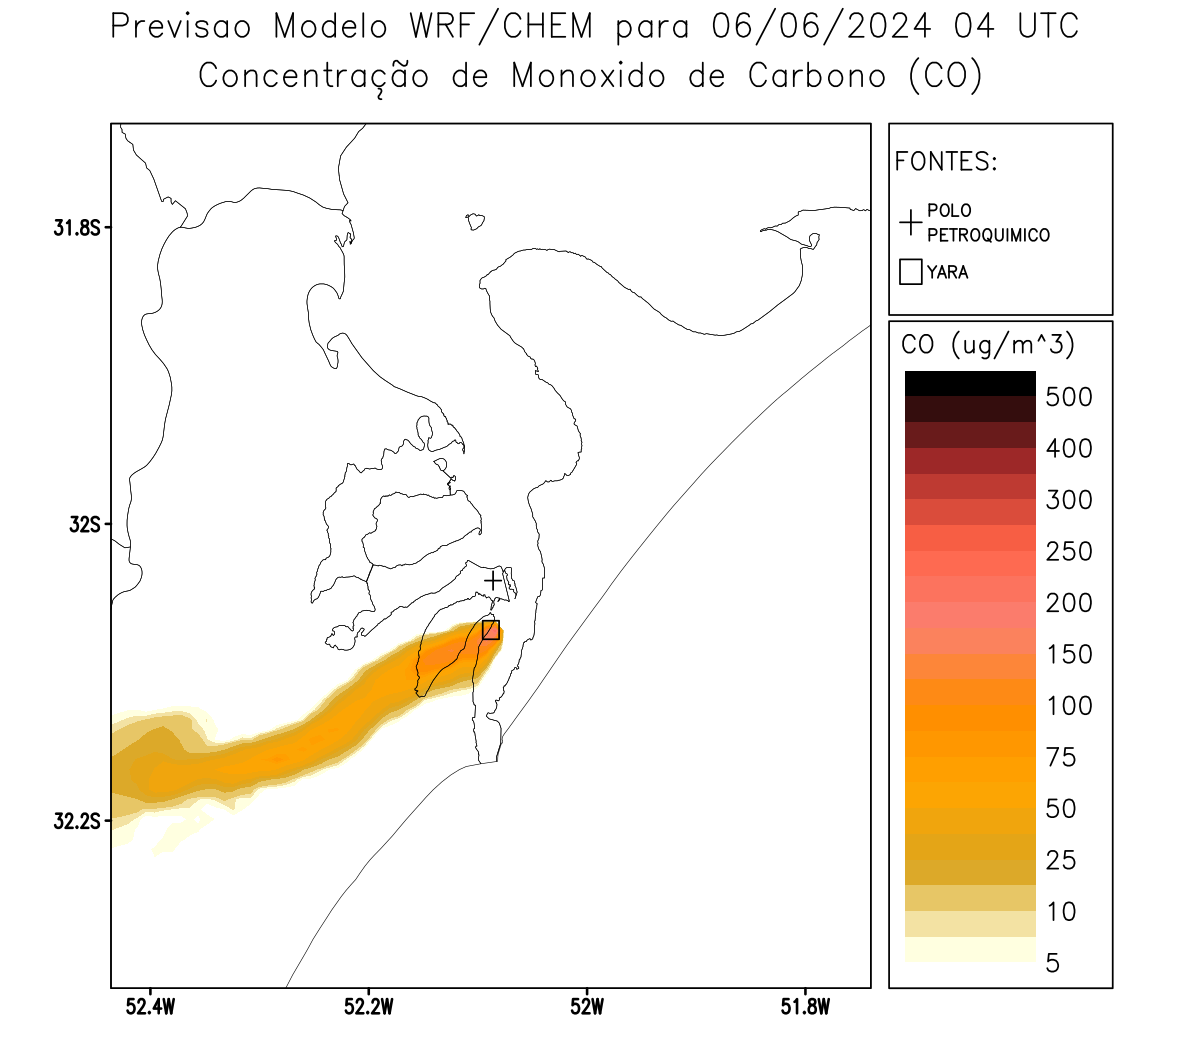 Previsao Modelo WRF/CHEM para 06/06/2024 04 UTC
Concentração de Monoxido de Carbono (CO)
FONTES:
POLO
PETROQUIMICO
YARA
CO (ug/m^3)
500
400
300
250
200
150
100
75
50
25
10
5
31.8S
32S
32.2S
52.4W
52.2W
52W
51.8W